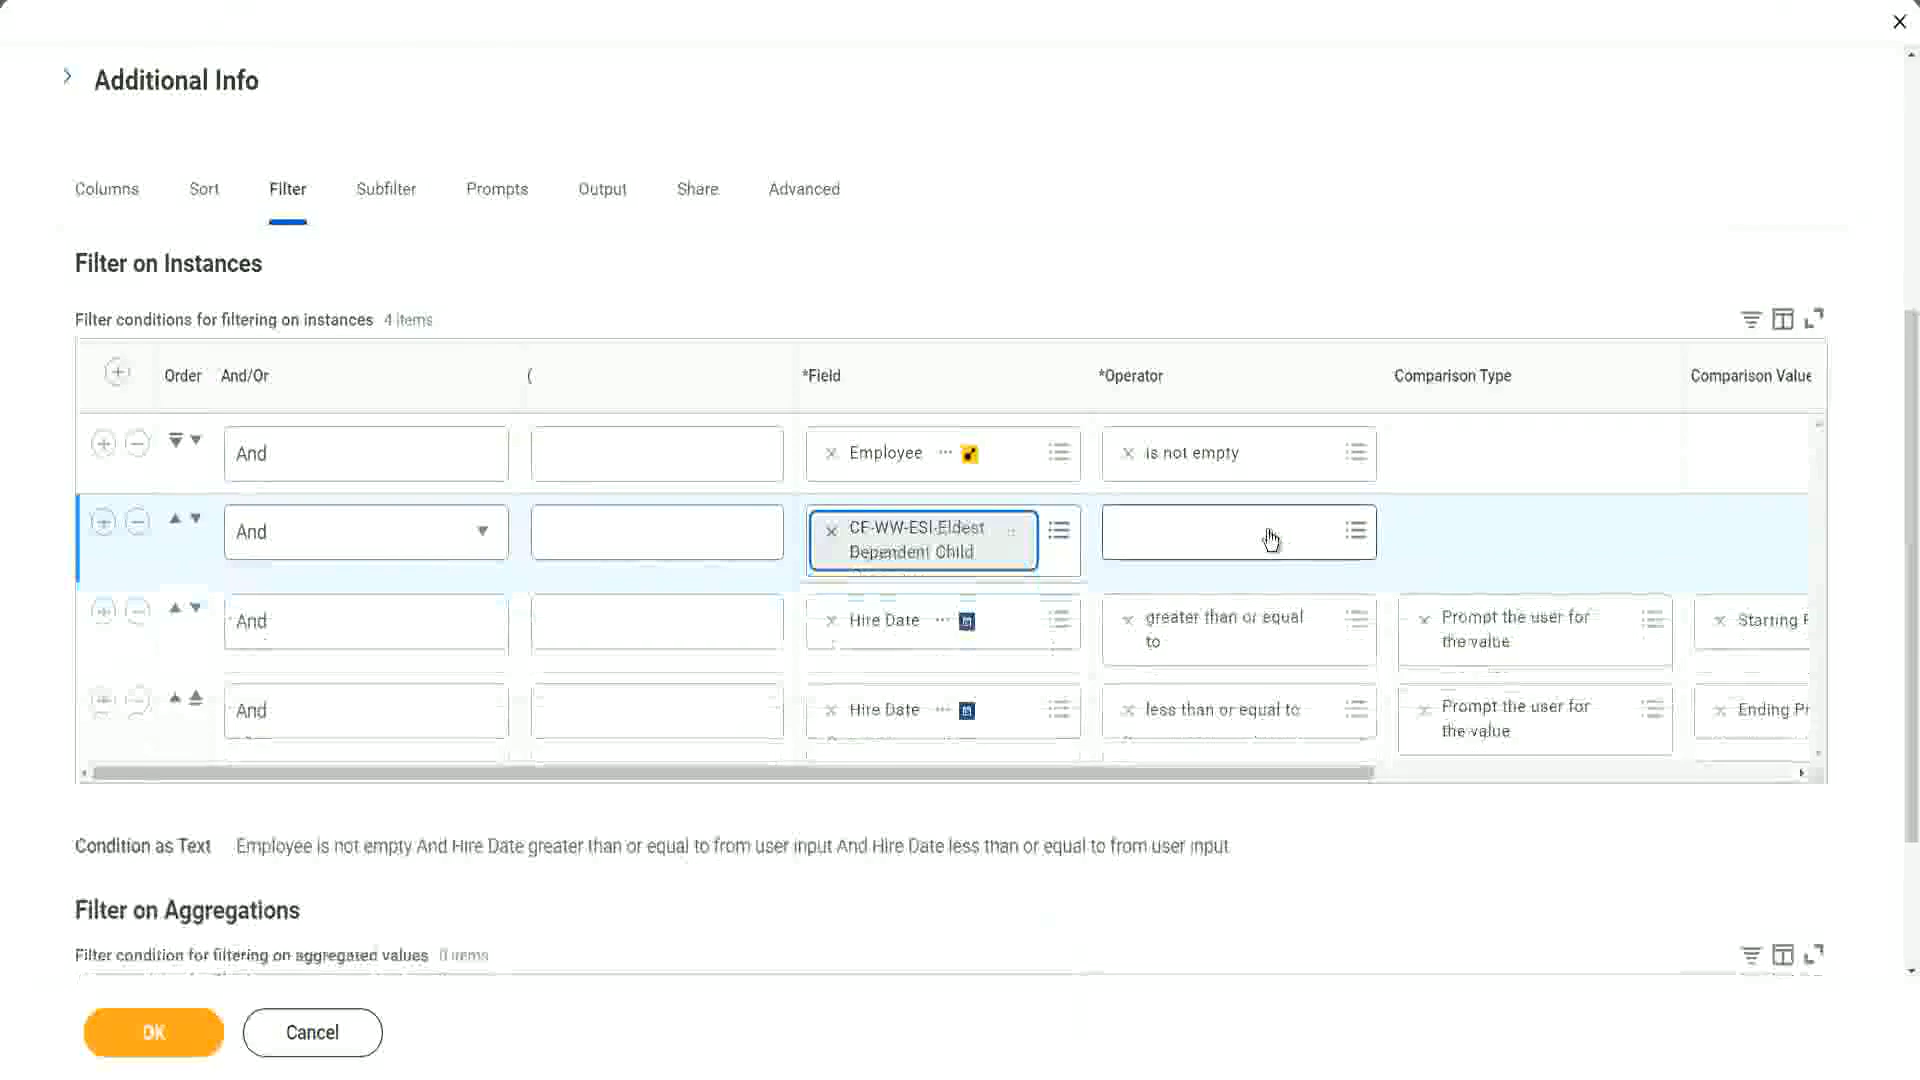 Additional Info
Columns Sort Filter Subfilter Prompts Output Share Advanced
Filter on Instances
Filter conditions for filtering on instances 4 items
Order And/Or ( *Field *Operator Comparison Type Comparison Value
And Employee ... is not empty
And CF-WW-ESI-Eldest
Dependent Child
And Hire Date ... greater than or equal
to Prompt the user for
the value Starting
And Hire Date ... less than or equal to Prompt the user for
the value Ending Pr
Condition as Text Employee is not empty And Hire Date greater than or equal to from user input And Hire Date less than or equal to from user input
Filter on Aggregations
Filter condition for filtering on aggregated values 0 items
OK Cancel